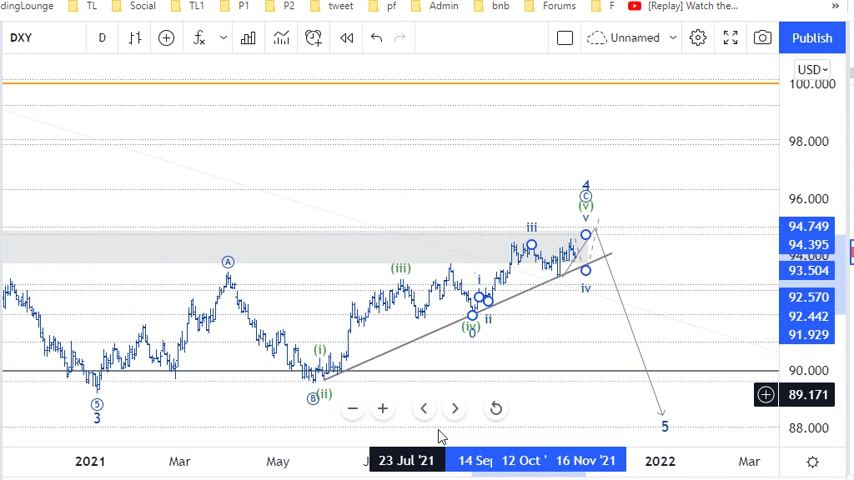 dingLounge TL Social TL1 P1 P2 tweet pf Admin bnb Forums F [Replay] Watch the... »
DXY D Unnamed Publish
USD
100.000
98.000
96.000
94.749
94.395
94.000
93.504
92.570
92.442
91.929
90.000
89.171
88.000
4
C
(v)
v
iii
A
(iii)
i
iv
ii
(iv)
0
(i)
B (ii)
5
3
5
2021 Mar May 23 Jul '21 14 Sep 12 Oct ' 16 Nov '21 2022 Mar